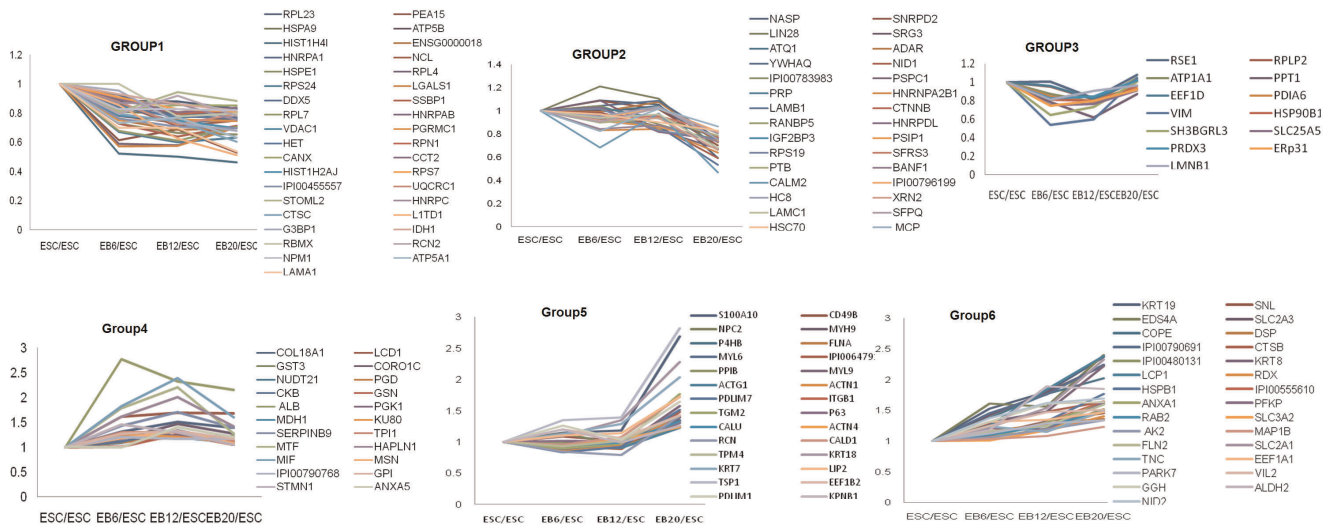 GROUP1
1.2
1
0.8
0.6
0.4
0.2
0
ESC/ESC EB6/ESC EB12/ESC EB20/ESC
RPL23 PEA15
HSPA9 ATP5B
HIST1H4I ENSG0000018
HNRPA1 NCL
HSPE1 RPL4
RPS24 LGALS1
DDX5 SSBP1
RPL7 HNRPAB
VDAC1 PGRMC1
HET RPN1
CANX CCT2
HIST1H2AJ RPS7
IPI00455557 UQCRC1
STOML2 HNRPC
CTSC L1TD1
G3BP1 IDH1
RBMX RCN2
NPM1 ATP5A1
LAMA1
GROUP2
1.4
1.2
1
0.8
0.6
0.4
0.2
0
ESC/ESC EB6/ESC EB12/ESC EB20/ESC
NASP SNRPD2
LIN28 SRG3
ATQ1 ADAR
YWHAQ NID1
IPI00783983 PSPC1
PRP HNRNPA2B1
LAMB1 CTNNB
RANBP5 HNRPDL
IGF2BP3 PSIP1
RPS19 SFRS3
PTB BANF1
CALM2 IPI00796199
HC8 XRN2
LAMC1 SFPQ
HSC70 MCP
GROUP3
1.2
1
0.8
0.6
0.4
0.2
0
ESC/ESC EB6/ESC EB12/ESC EB20/ESC
RSE1 RPLP2
ATP1A1 PPT1
EEF1D PDIA6
VIM HSP90B1
SH3BGRL3 SLC25A5
PRDX3 ERp31
LMNB1
Group4
3
2.5
2
1.5
1
0.5
0
ESC/ESC EB6/ESC EB12/ESC EB20/ESC
COL18A1 LCD1
GST3 CORO1C
NUDT21 PGD
CKB GSN
ALB PGK1
MDH1 KU80
SERPINB9 TPI1
MTF HAPLN1
MIF MSN
IPI00790768 GPI
STMN1 ANXA5
Group5
3
2.5
2
1.5
1
0.5
0
ESC/ESC EB6/ESC EB12/ESC EB20/ESC
S100A10 CD49B
NPC2 MYH9
P4HB FLNA
MYL6 IPI0064792
PPIB MYL9
ACTG1 ACTN1
PDLIM7 ITGB1
TGM2 P63
CALU ACTN4
RCN CALD1
TPM4 KRT18
KRT7 LIP2
TSP1 EEF1B2
PDLIM1 KPNB1
Group6
3
2.5
2
1.5
1
0.5
0
ESC/ESC EB6/ESC EB12/ESC EB20/ESC
KRT19 SNL
EDS4A SLC2A3
COPE DSP
IPI00790691 CTSB
IPI00480131 KRT8
LCP1 RDX
HSPB1 IPI00555610
ANXA1 PFKP
RAB2 SLC3A2
AK2 MAP1B
FLN2 SLC2A1
TNC EEF1A1
PARK7 VIL2
GGH ALDH2
NID2